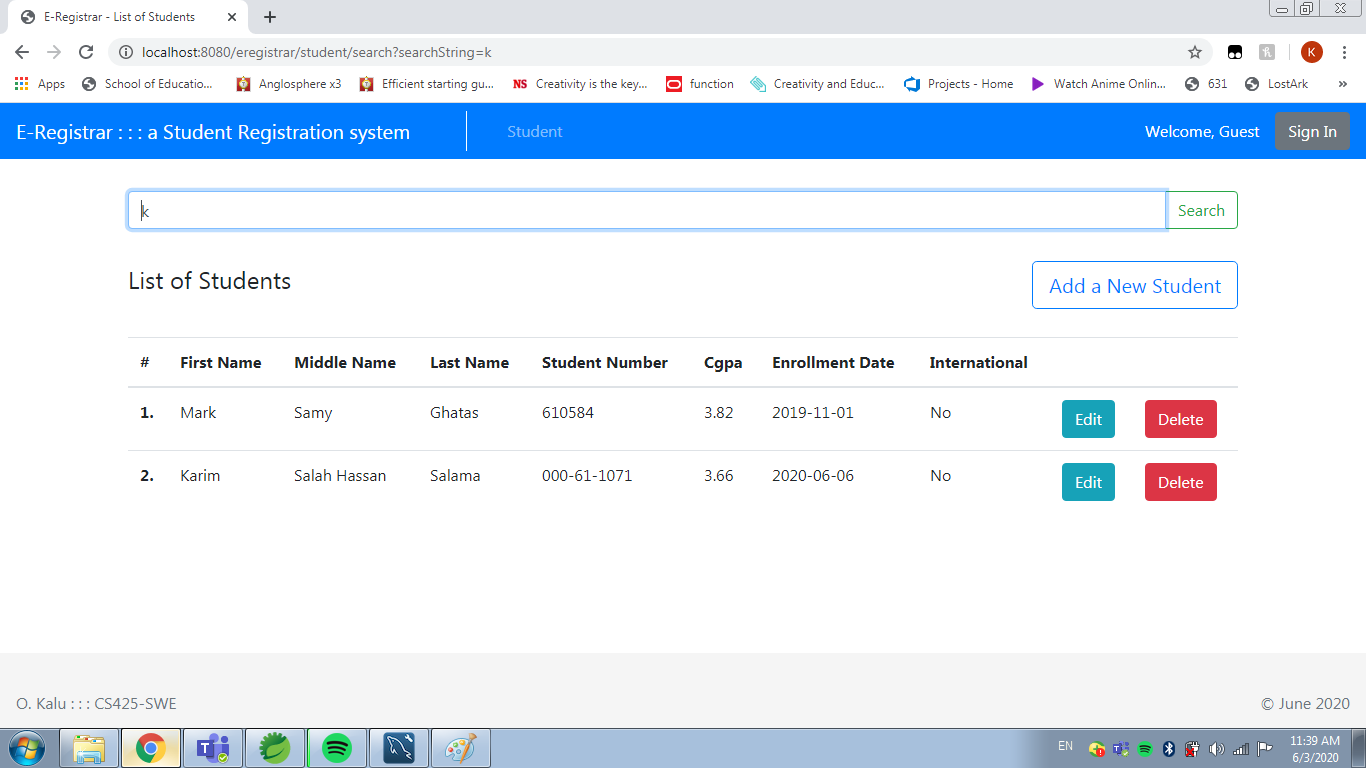 E-Registrar - List of Students
localhost:8080/eregistrar/student/search?searchString=k
K
Apps School of Educatio... Anglosphere x3 Efficient starting gu... NS Creativity is the key... function Creativity and Educ... Projects - Home Watch Anime Online... 631 LostArk »
E-Registrar : : : a Student Registration system Student Welcome, Guest Sign In
k Search
List of Students Add a New Student
# First Name Middle Name Last Name Student Number Cgpa Enrollment Date International
1. Mark Samy Ghatas 610584 3.82 2019-11-01 No Edit Delete
2. Karim Salah Hassan Salama 000-61-1071 3.66 2020-06-06 No Edit Delete
O. Kalu : : : CS425-SWE © June 2020
EN 11:39 AM
6/3/2020